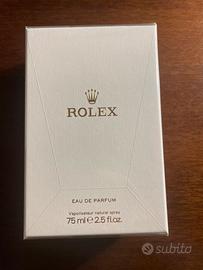 ROLEX
EAU DE PARFUM
Vaporisateur natural spray
75 ml ℮ 2.5 fl.oz.
subito